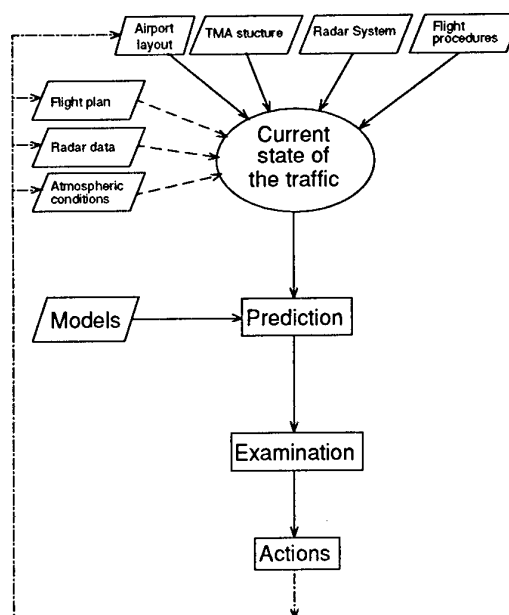 Airport
layout
TMA stucture
Radar System
Flight
procedures
Flight plan
Radar data
Atmospheric
conditions
Current
state of
the traffic
Models
Prediction
Examination
Actions